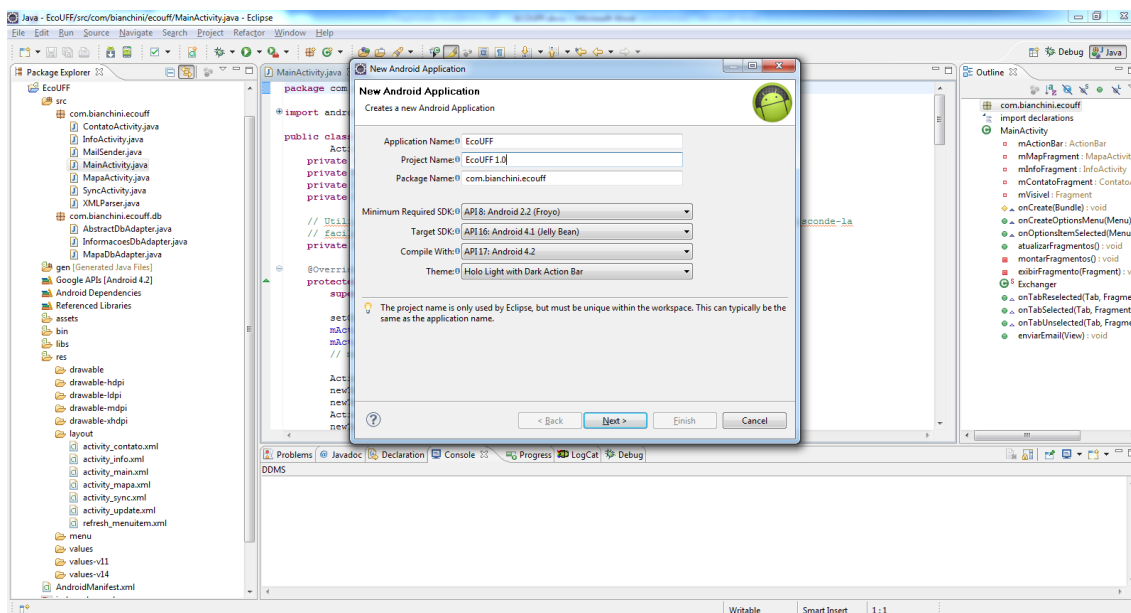 Java - EcoUFF/src/com/bianchini/ecouff/MainActivity.java - Eclipse
File Edit Run Source Navigate Search Project Refactor Window Help
Debug Java
Package Explorer
EcoUFF
src
com.bianchini.ecouff
ContatoActivity.java
InfoActivity.java
MailSender.java
MainActivity.java
MapaActivity.java
SyncActivity.java
XMLParser.java
com.bianchini.ecouff.db
AbstractDbAdapter.java
InformacoesDbAdapter.java
MapaDbAdapter.java
gen [Generated Java Files]
Google APIs [Android 4.2]
Android Dependencies
Referenced Libraries
assets
bin
libs
res
drawable
drawable-hdpi
drawable-ldpi
drawable-mdpi
drawable-xhdpi
layout
activity_contato.xml
activity_info.xml
activity_main.xml
activity_mapa.xml
activity_sync.xml
activity_update.xml
refresh_menuitem.xml
menu
values
values-v11
values-v14
AndroidManifest.xml
MainActivity.java
package com
import andr
public clas
Act
private
private
private
private
// Util
sconde-la
// faci
private
@Overri
protect
sup
set
mAc
mAc
//
Act
new
new
Act
new
New Android Application
New Android Application
Creates a new Android Application
Application Name: EcoUFF
Project Name: EcoUFF 1.0
Package Name: com.bianchini.ecouff
Minimum Required SDK: API 8: Android 2.2 (Froyo)
Target SDK: API 16: Android 4.1 (Jelly Bean)
Compile With: API 17: Android 4.2
Theme: Holo Light with Dark Action Bar
The project name is only used by Eclipse, but must be unique within the workspace. This can typically be the
same as the application name.
< Back Next > Finish Cancel
Outline
com.bianchini.ecouff
import declarations
MainActivity
mActionBar : ActionBar
mMapFragment : MapaActivit
mInfoFragment : InfoActivity
mContatoFragment : Contato
mVisivel : Fragment
onCreate(Bundle) : void
onCreateOptionsMenu(Menu)
onOptionsItemSelected(Menu
atualizarFragmentos() : void
montarFragmentos() : void
exibirFragmento(Fragment) : v
Exchanger
onTabReselected(Tab, Fragme
onTabSelected(Tab, Fragment
onTabUnselected(Tab, Fragme
enviarEmail(View) : void
Problems Javadoc Declaration Console Progress LogCat Debug
DDMS
Writable Smart Insert 1 : 1